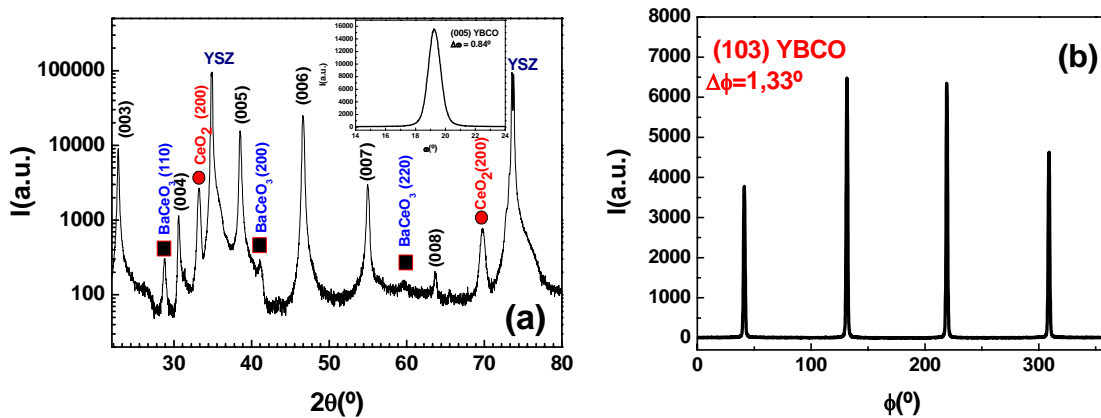 100000
10000
1000
100
I(a.u.)
30
40
50
60
70
80
2θ(º)
(003)
BaCeO3 (110)
(004)
CeO2 (200)
YSZ
(005)
BaCeO3(200)
(006)
(007)
BaCeO3 (220)
(008)
CeO2(200)
YSZ
(a)
16000
14000
12000
10000
8000
6000
4000
2000
0
I(a.u.)
14
16
18
20
22
24
ω(º)
(005) YBCO
Δω = 0.84º
8000
7000
6000
5000
4000
3000
2000
1000
0
I(a.u.)
0
100
200
300
ϕ(º)
(103) YBCO
Δϕ=1,33º
(b)